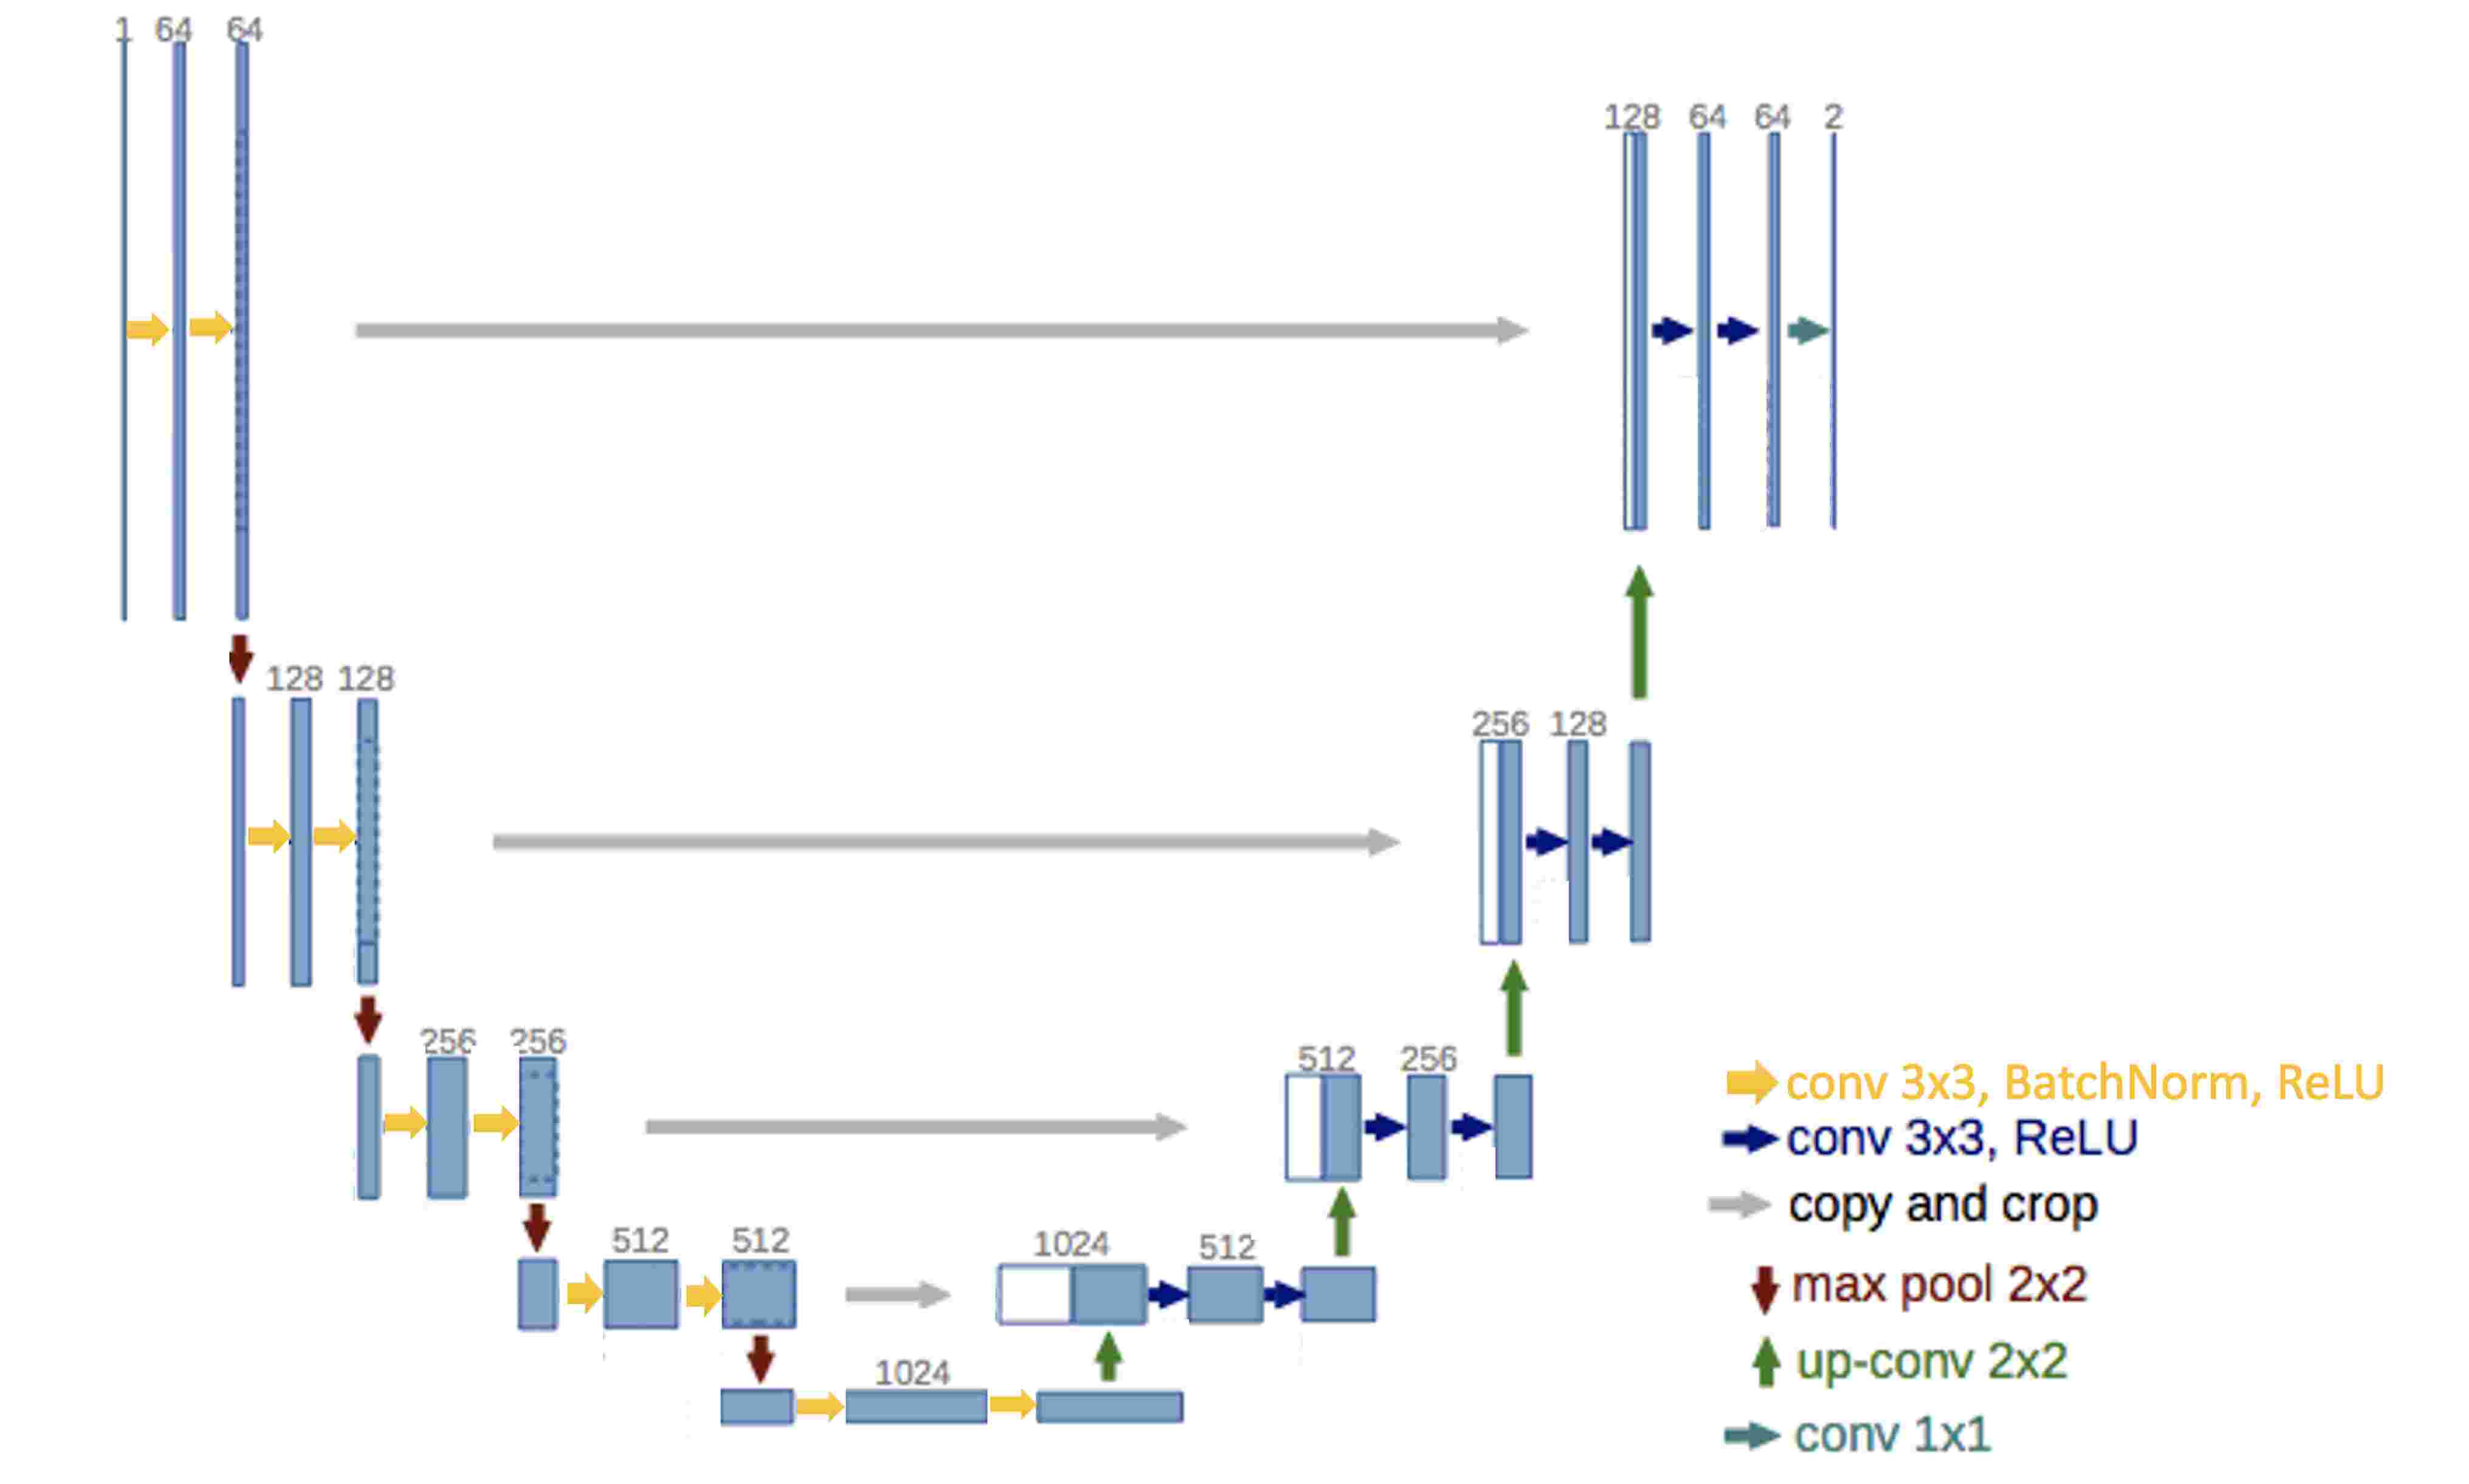 1 64 64
128 64 64 2
128 128
256 128
256 256
512 256
512 512
1024 512
1024
conv 3x3, BatchNorm, ReLU
conv 3x3, ReLU
copy and crop
max pool 2x2
up-conv 2x2
conv 1x1